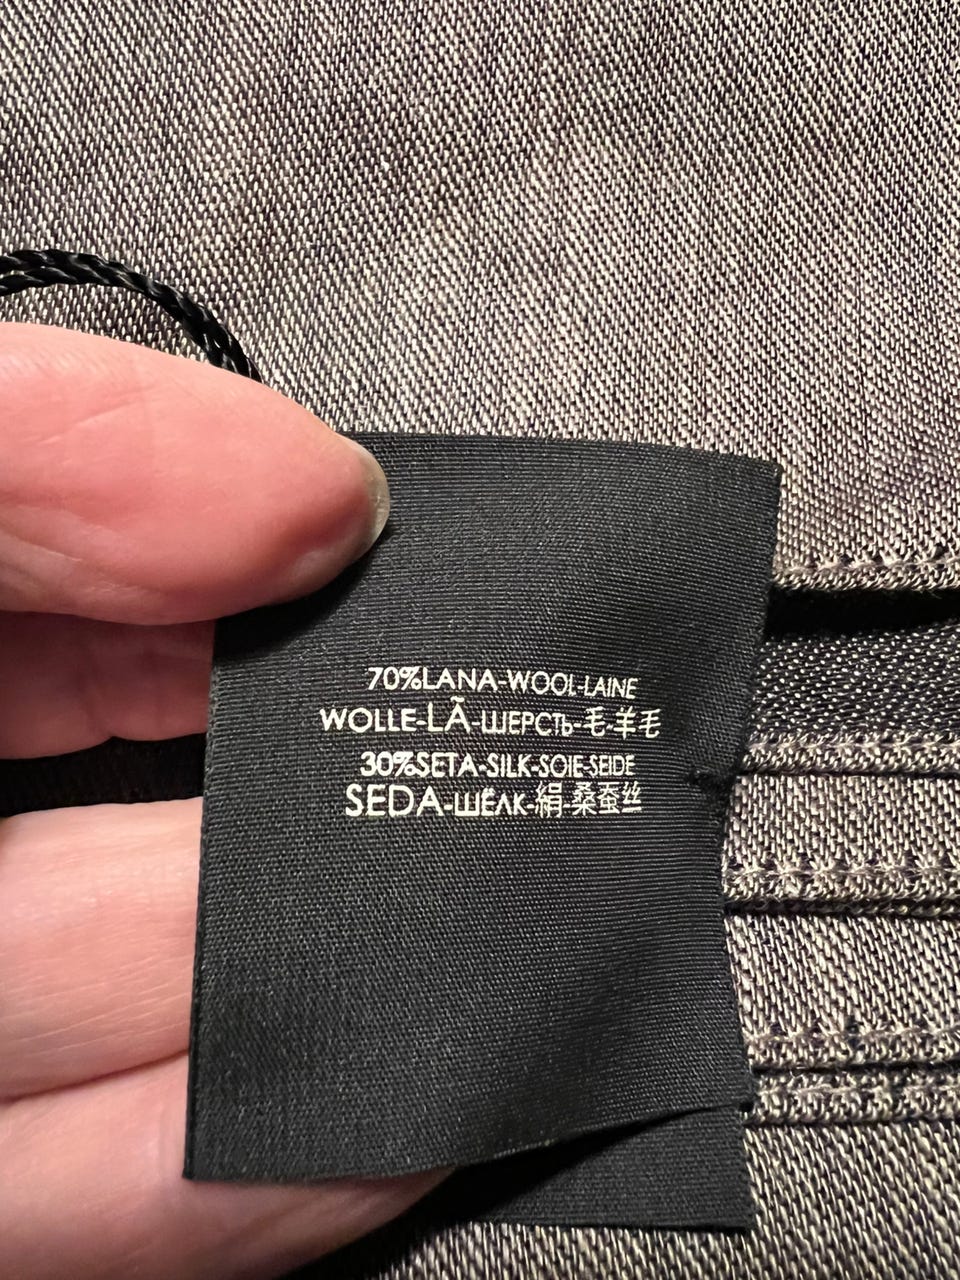 70%LANA-WOOL-LAINE
WOLLE-LÃ-ШЕРСТЬ-毛-羊毛
30%SETA-SILK-SOIE-SEIDE
SEDA-ШЁЛК-絹-桑蚕丝